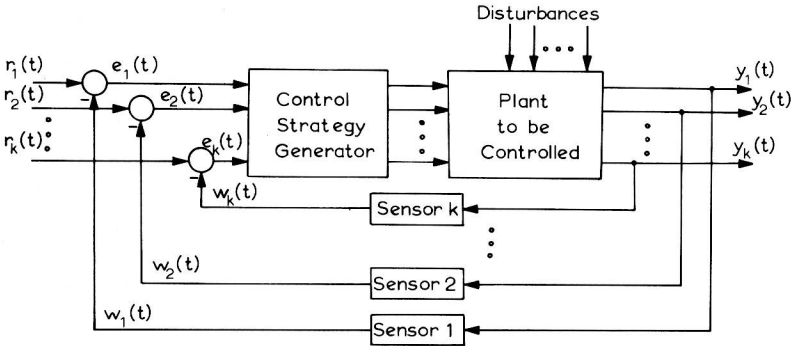 Disturbances
r₁(t)
e₁(t)
y₁(t)
r₂(t)
e₂(t)
y₂(t)
Control
Strategy
Generator
Plant
to be
Controlled
rₖ(t)
eₖ(t)
yₖ(t)
-
-
-
wₖ(t)
Sensor k
w₂(t)
Sensor 2
w₁(t)
Sensor 1